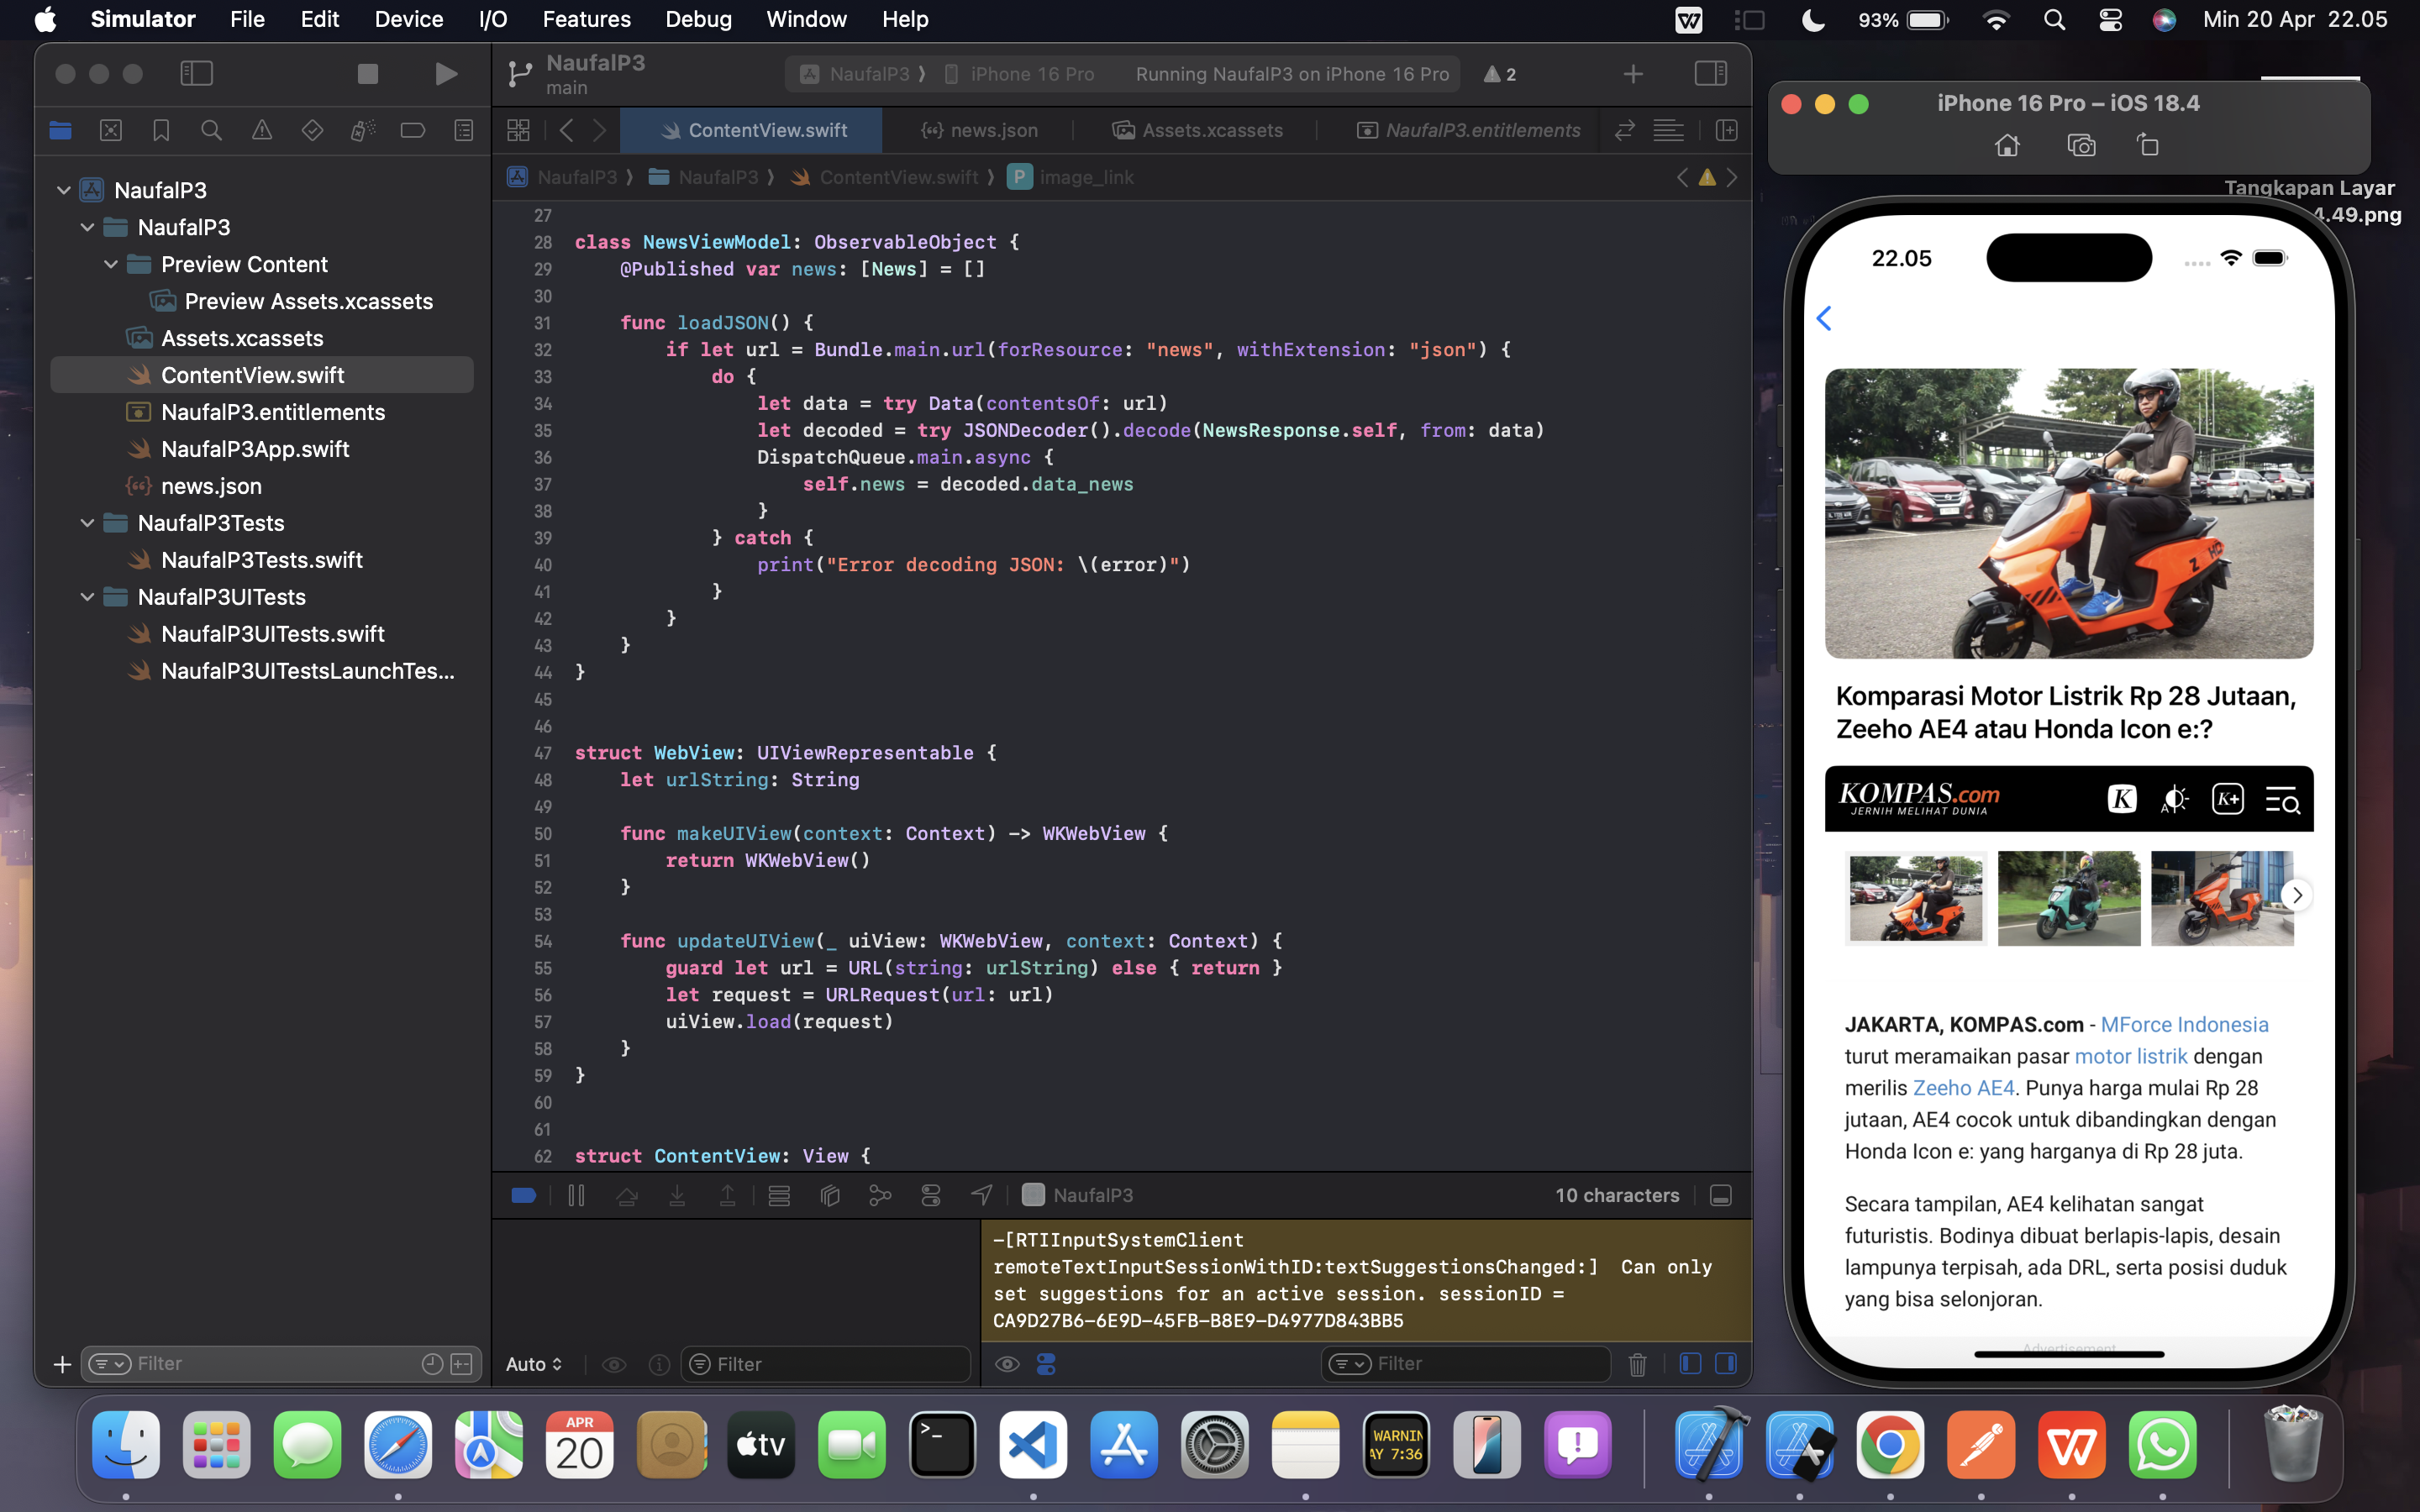 Simulator File Edit Device I/O Features Debug Window Help 93% Min 20 Apr 22.05
NaufalP3
main
NaufalP3 ⟩ iPhone 16 Pro Running NaufalP3 on iPhone 16 Pro 2
ContentView.swift news.json Assets.xcassets NaufalP3.entitlements
NaufalP3 ⟩ NaufalP3 ⟩ ContentView.swift ⟩ P image_link
NaufalP3
NaufalP3
Preview Content
Preview Assets.xcassets
Assets.xcassets
ContentView.swift
NaufalP3.entitlements
NaufalP3App.swift
news.json
NaufalP3Tests
NaufalP3Tests.swift
NaufalP3UITests
NaufalP3UITests.swift
NaufalP3UITestsLaunchTes...
Filter
27
28 class NewsViewModel: ObservableObject {
29     @Published var news: [News] = []
30
31     func loadJSON() {
32         if let url = Bundle.main.url(forResource: "news", withExtension: "json") {
33             do {
34                 let data = try Data(contentsOf: url)
35                 let decoded = try JSONDecoder().decode(NewsResponse.self, from: data)
36                 DispatchQueue.main.async {
37                     self.news = decoded.data_news
38                 }
39             } catch {
40                 print("Error decoding JSON: \(error)")
41             }
42         }
43     }
44 }
45
46
47 struct WebView: UIViewRepresentable {
48     let urlString: String
49
50     func makeUIView(context: Context) -> WKWebView {
51         return WKWebView()
52     }
53
54     func updateUIView(_ uiView: WKWebView, context: Context) {
55         guard let url = URL(string: urlString) else { return }
56         let request = URLRequest(url: url)
57         uiView.load(request)
58     }
59 }
60
61
62 struct ContentView: View {
NaufalP3 10 characters
-[RTIInputSystemClient
remoteTextInputSessionWithID:textSuggestionsChanged:]  Can only
set suggestions for an active session. sessionID =
CA9D27B6-6E9D-45FB-B8E9-D4977D843BB5
Auto Filter Filter
iPhone 16 Pro – iOS 18.4
Tangkapan Layar
4.49.png
22.05
Komparasi Motor Listrik Rp 28 Jutaan,
Zeeho AE4 atau Honda Icon e:?
KOMPAS.com K A K+
JERNIH MELIHAT DUNIA
JAKARTA, KOMPAS.com - MForce Indonesia
turut meramaikan pasar motor listrik dengan
merilis Zeeho AE4. Punya harga mulai Rp 28
jutaan, AE4 cocok untuk dibandingkan dengan
Honda Icon e: yang harganya di Rp 28 juta.
Secara tampilan, AE4 kelihatan sangat
futuristis. Bodinya dibuat berlapis-lapis, desain
lampunya terpisah, ada DRL, serta posisi duduk
yang bisa selonjoran.
Advertisement
APR
20
tv
>_
WARNIN
AY 7:36